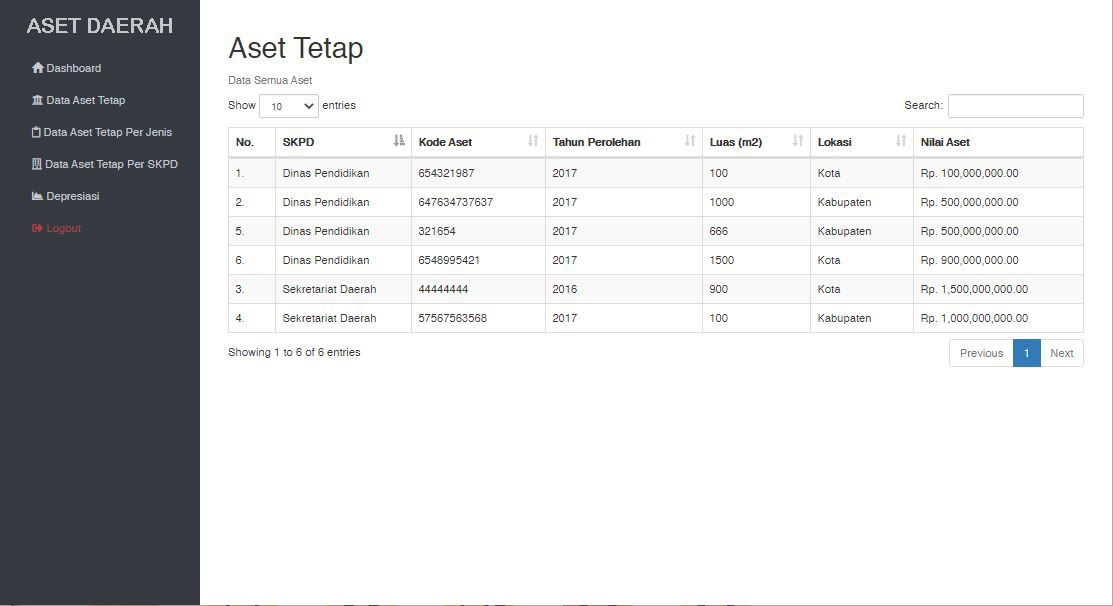 ASET DAERAH
Dashboard
Data Aset Tetap
Data Aset Tetap Per Jenis
Data Aset Tetap Per SKPD
Depresiasi
Logout
Aset Tetap
Data Semua Aset
Show 10 entries Search:
No. SKPD Kode Aset Tahun Perolehan Luas (m2) Lokasi Nilai Aset
1. Dinas Pendidikan 654321987 2017 100 Kota Rp. 100,000,000.00
2. Dinas Pendidikan 647634737637 2017 1000 Kabupaten Rp. 500,000,000.00
5. Dinas Pendidikan 321654 2017 666 Kabupaten Rp. 500,000,000.00
6. Dinas Pendidikan 6548995421 2017 1500 Kota Rp. 900,000,000.00
3. Sekretariat Daerah 44444444 2016 900 Kota Rp. 1,500,000,000.00
4. Sekretariat Daerah 57567563568 2017 100 Kabupaten Rp. 1,000,000,000.00
Showing 1 to 6 of 6 entries Previous 1 Next